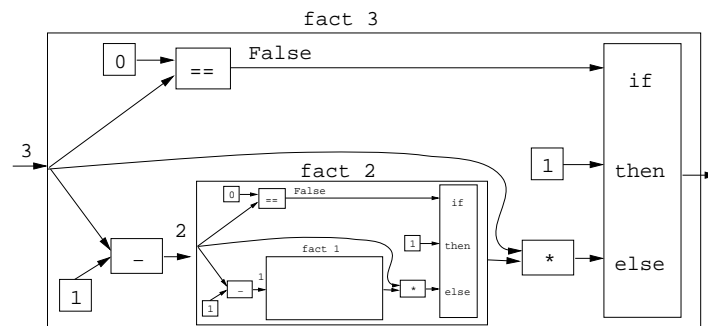 fact 3
0
==
False
if
3
1
then
fact 2
0
==
False
if
2
1
then
fact 1
-
1
*
else
1
-
1
*
else
1